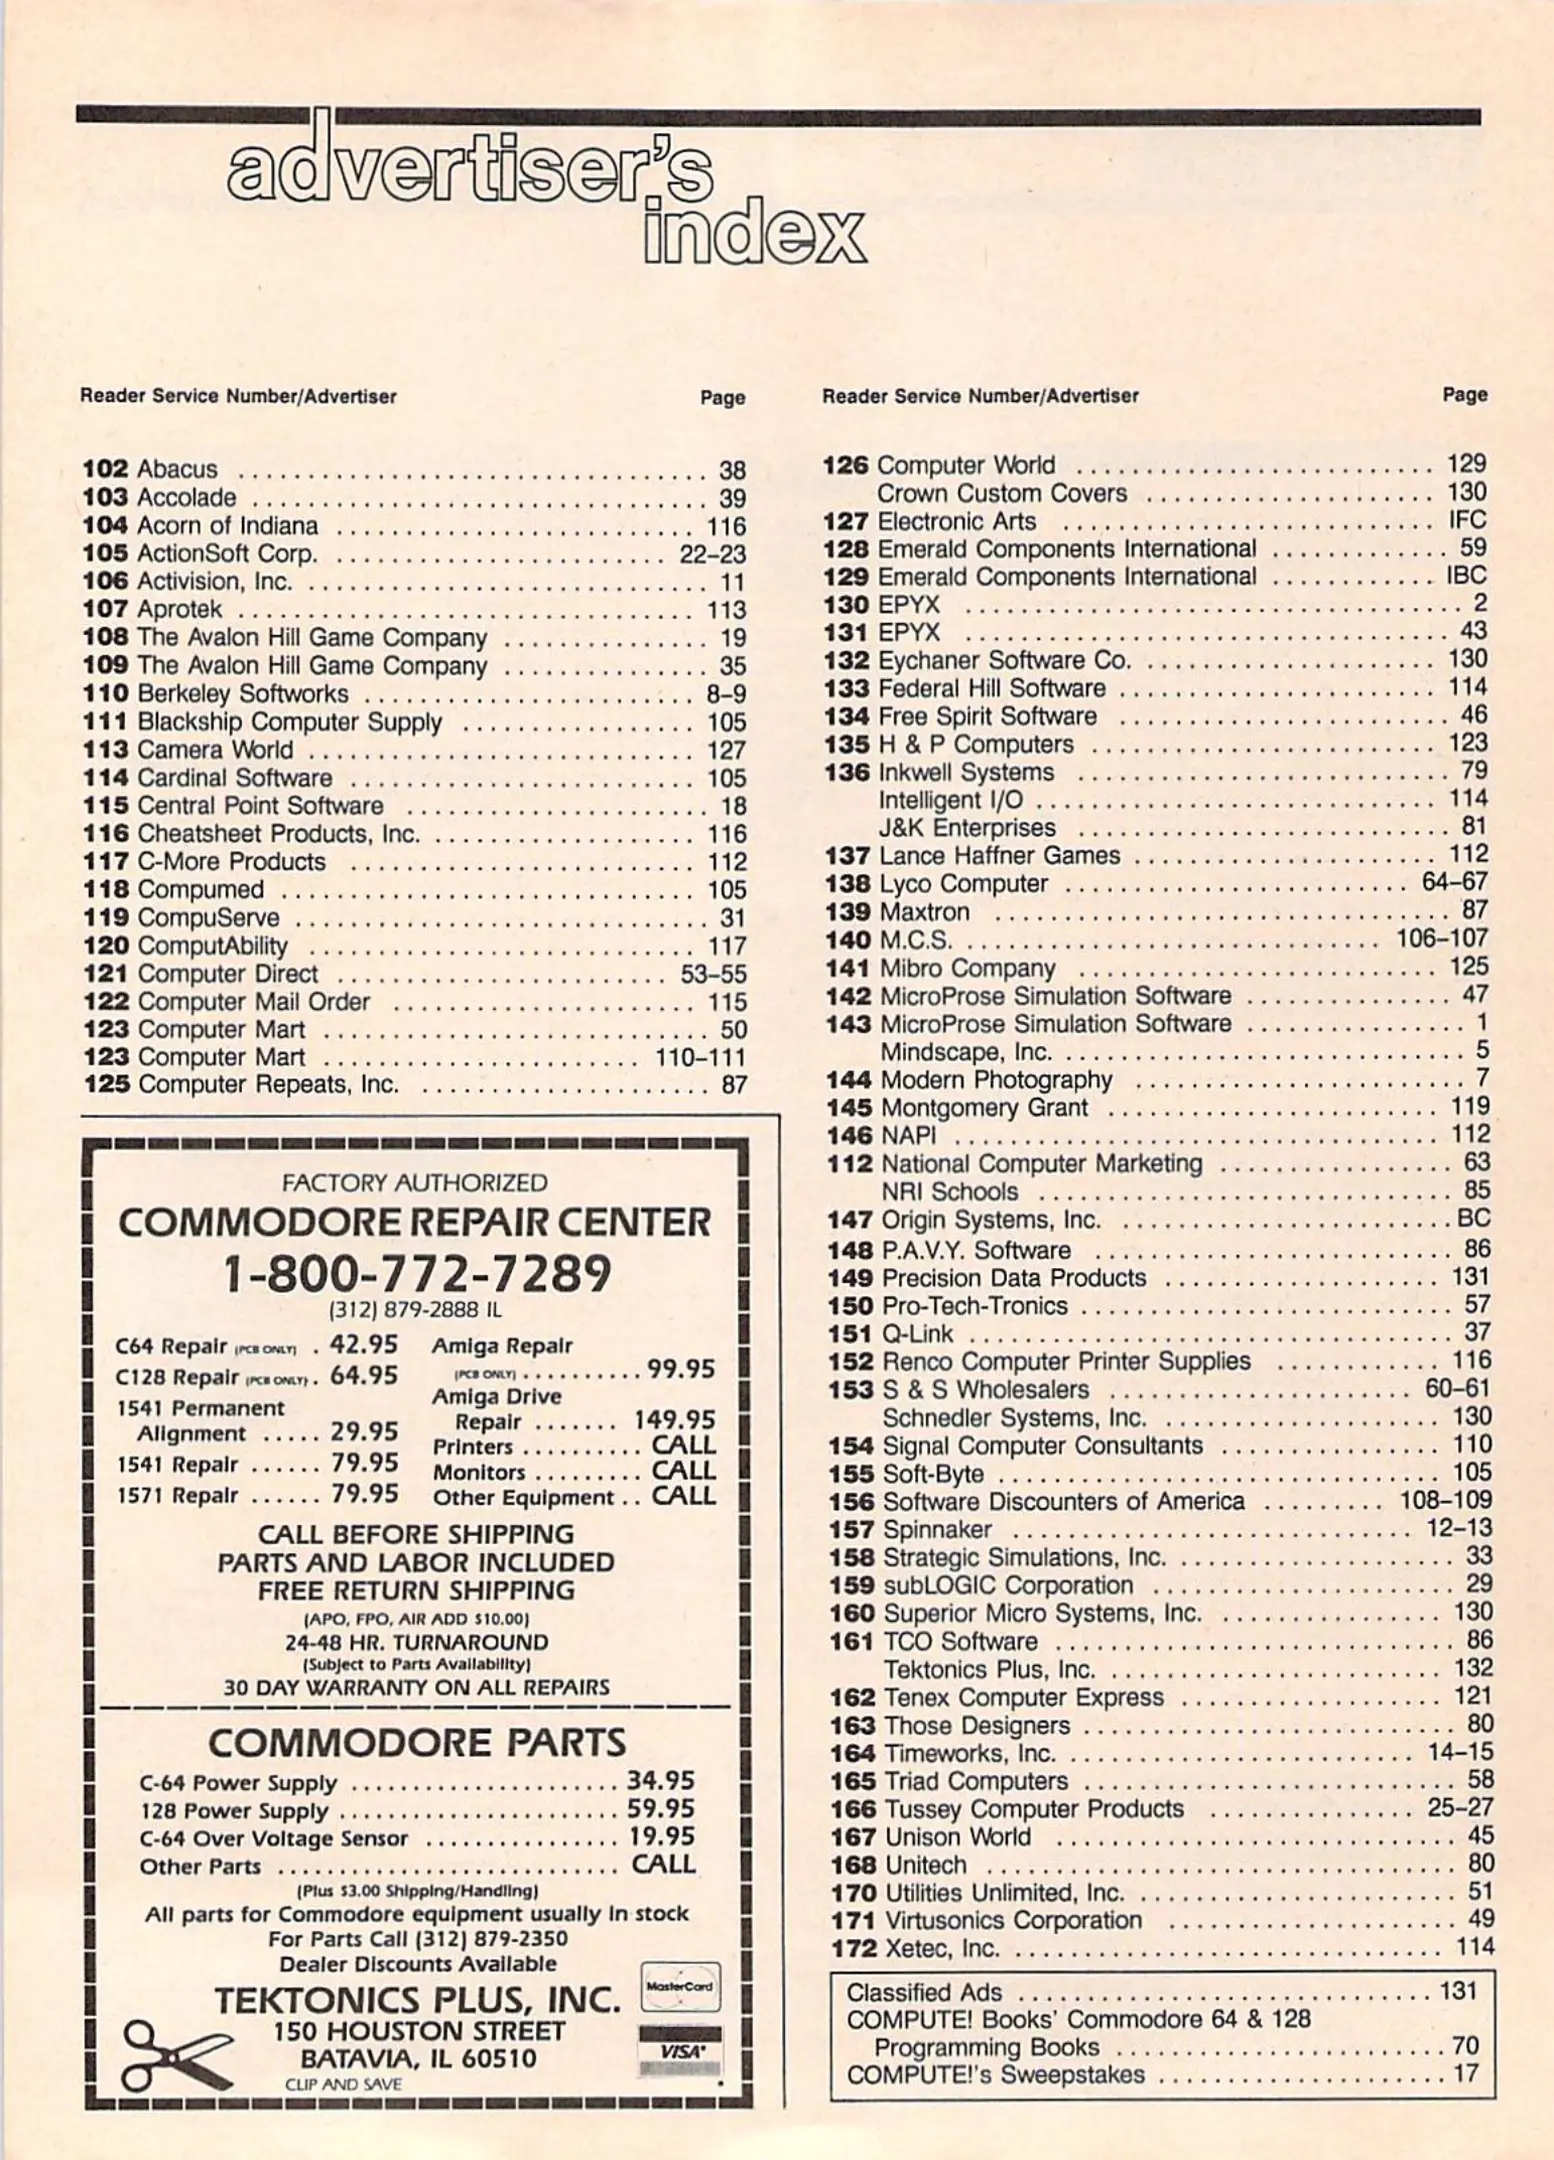 advertiser's
index
Reader Service Number/Advertiser Page
102 Abacus .................................. 38
103 Accolade ................................. 39
104 Acorn of Indiana .......................... 116
105 ActionSoft Corp. ........................ 22–23
106 Activision, Inc. ............................. 11
107 Aprotek ................................. 113
108 The Avalon Hill Game Company ............... 19
109 The Avalon Hill Game Company ............... 35
110 Berkeley Softworks ........................ 8–9
111 Blackship Computer Supply ................. 105
113 Camera World ............................ 127
114 Cardinal Software ......................... 105
115 Central Point Software ...................... 18
116 Cheatsheet Products, Inc. ................... 116
117 C-More Products ......................... 112
118 Compumed .............................. 105
119 CompuServe .............................. 31
120 ComputAbility ............................ 117
121 Computer Direct ........................ 53–55
122 Computer Mail Order ...................... 115
123 Computer Mart ............................ 50
123 Computer Mart ....................... 110–111
125 Computer Repeats, Inc. ..................... 87
FACTORY AUTHORIZED
COMMODORE REPAIR CENTER
1-800-772-7289
(312) 879-2888 IL
C64 Repair (PCB ONLY) . 42.95
C128 Repair (PCB ONLY) . 64.95
1541 Permanent
Alignment ..... 29.95
1541 Repair ...... 79.95
1571 Repair ...... 79.95
Amiga Repair
(PCB ONLY) .......... 99.95
Amiga Drive
Repair ....... 149.95
Printers .......... CALL
Monitors ......... CALL
Other Equipment .. CALL
CALL BEFORE SHIPPING
PARTS AND LABOR INCLUDED
FREE RETURN SHIPPING
(APO, FPO, AIR ADD $10.00)
24-48 HR. TURNAROUND
(Subject to Parts Availability)
30 DAY WARRANTY ON ALL REPAIRS
COMMODORE PARTS
C-64 Power Supply ...................... 34.95
128 Power Supply ....................... 59.95
C-64 Over Voltage Sensor ................ 19.95
Other Parts ............................ CALL
(Plus $3.00 Shipping/Handling)
All parts for Commodore equipment usually in stock
For Parts Call (312) 879-2350
Dealer Discounts Available
TEKTONICS PLUS, INC.
150 HOUSTON STREET
BATAVIA, IL 60510
CLIP AND SAVE
MasterCard
VISA
Reader Service Number/Advertiser Page
126 Computer World .......................... 129
Crown Custom Covers ..................... 130
127 Electronic Arts ........................... IFC
128 Emerald Components International ............. 59
129 Emerald Components International ............ IBC
130 EPYX .................................... 2
131 EPYX ................................... 43
132 Eychaner Software Co. ..................... 130
133 Federal Hill Software ....................... 114
134 Free Spirit Software ........................ 46
135 H & P Computers ......................... 123
136 Inkwell Systems ........................... 79
Intelligent I/O ............................. 114
J&K Enterprises ........................... 81
137 Lance Haffner Games ...................... 112
138 Lyco Computer ......................... 64–67
139 Maxtron ................................. 87
140 M.C.S. .............................. 106–107
141 Mibro Company .......................... 125
142 MicroProse Simulation Software ............... 47
143 MicroProse Simulation Software ................ 1
Mindscape, Inc. ............................. 5
144 Modern Photography ........................ 7
145 Montgomery Grant ........................ 119
146 NAPI ................................... 112
112 National Computer Marketing ................. 63
NRI Schools .............................. 85
147 Origin Systems, Inc. ........................ BC
148 P.A.V.Y. Software .......................... 86
149 Precision Data Products .................... 131
150 Pro-Tech-Tronics ........................... 57
151 Q-Link ................................... 37
152 Renco Computer Printer Supplies ............ 116
153 S & S Wholesalers ...................... 60–61
Schnedler Systems, Inc. .................... 130
154 Signal Computer Consultants ................ 110
155 Soft-Byte ................................ 105
156 Software Discounters of America ......... 108–109
157 Spinnaker ............................. 12–13
158 Strategic Simulations, Inc. .................... 33
159 subLOGIC Corporation ...................... 29
160 Superior Micro Systems, Inc. ................ 130
161 TCO Software ............................. 86
Tektonics Plus, Inc. ........................ 132
162 Tenex Computer Express ................... 121
163 Those Designers ........................... 80
164 Timeworks, Inc. ......................... 14–15
165 Triad Computers ........................... 58
166 Tussey Computer Products ............... 25–27
167 Unison World ............................. 45
168 Unitech .................................. 80
170 Utilities Unlimited, Inc. ....................... 51
171 Virtusonics Corporation ..................... 49
172 Xetec, Inc. ............................... 114
Classified Ads ............................... 131
COMPUTE! Books' Commodore 64 & 128
Programming Books ........................ 70
COMPUTE!'s Sweepstakes ..................... 17